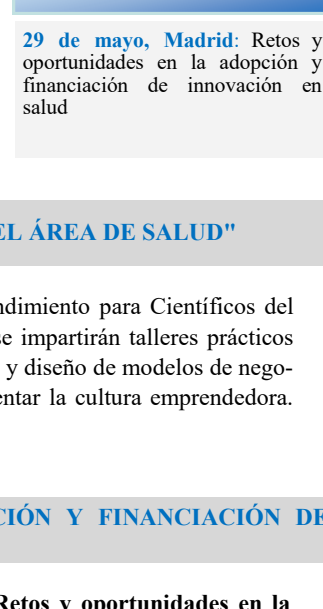 29 de mayo, Madrid: Retos y
oportunidades en la adopción y
financiación de innovación en
salud
EL ÁREA DE SALUD"
ndimiento para Científicos del
se impartirán talleres prácticos
y diseño de modelos de nego-
entar la cultura emprendedora.
CIÓN Y FINANCIACIÓN DE
Retos y oportunidades en la